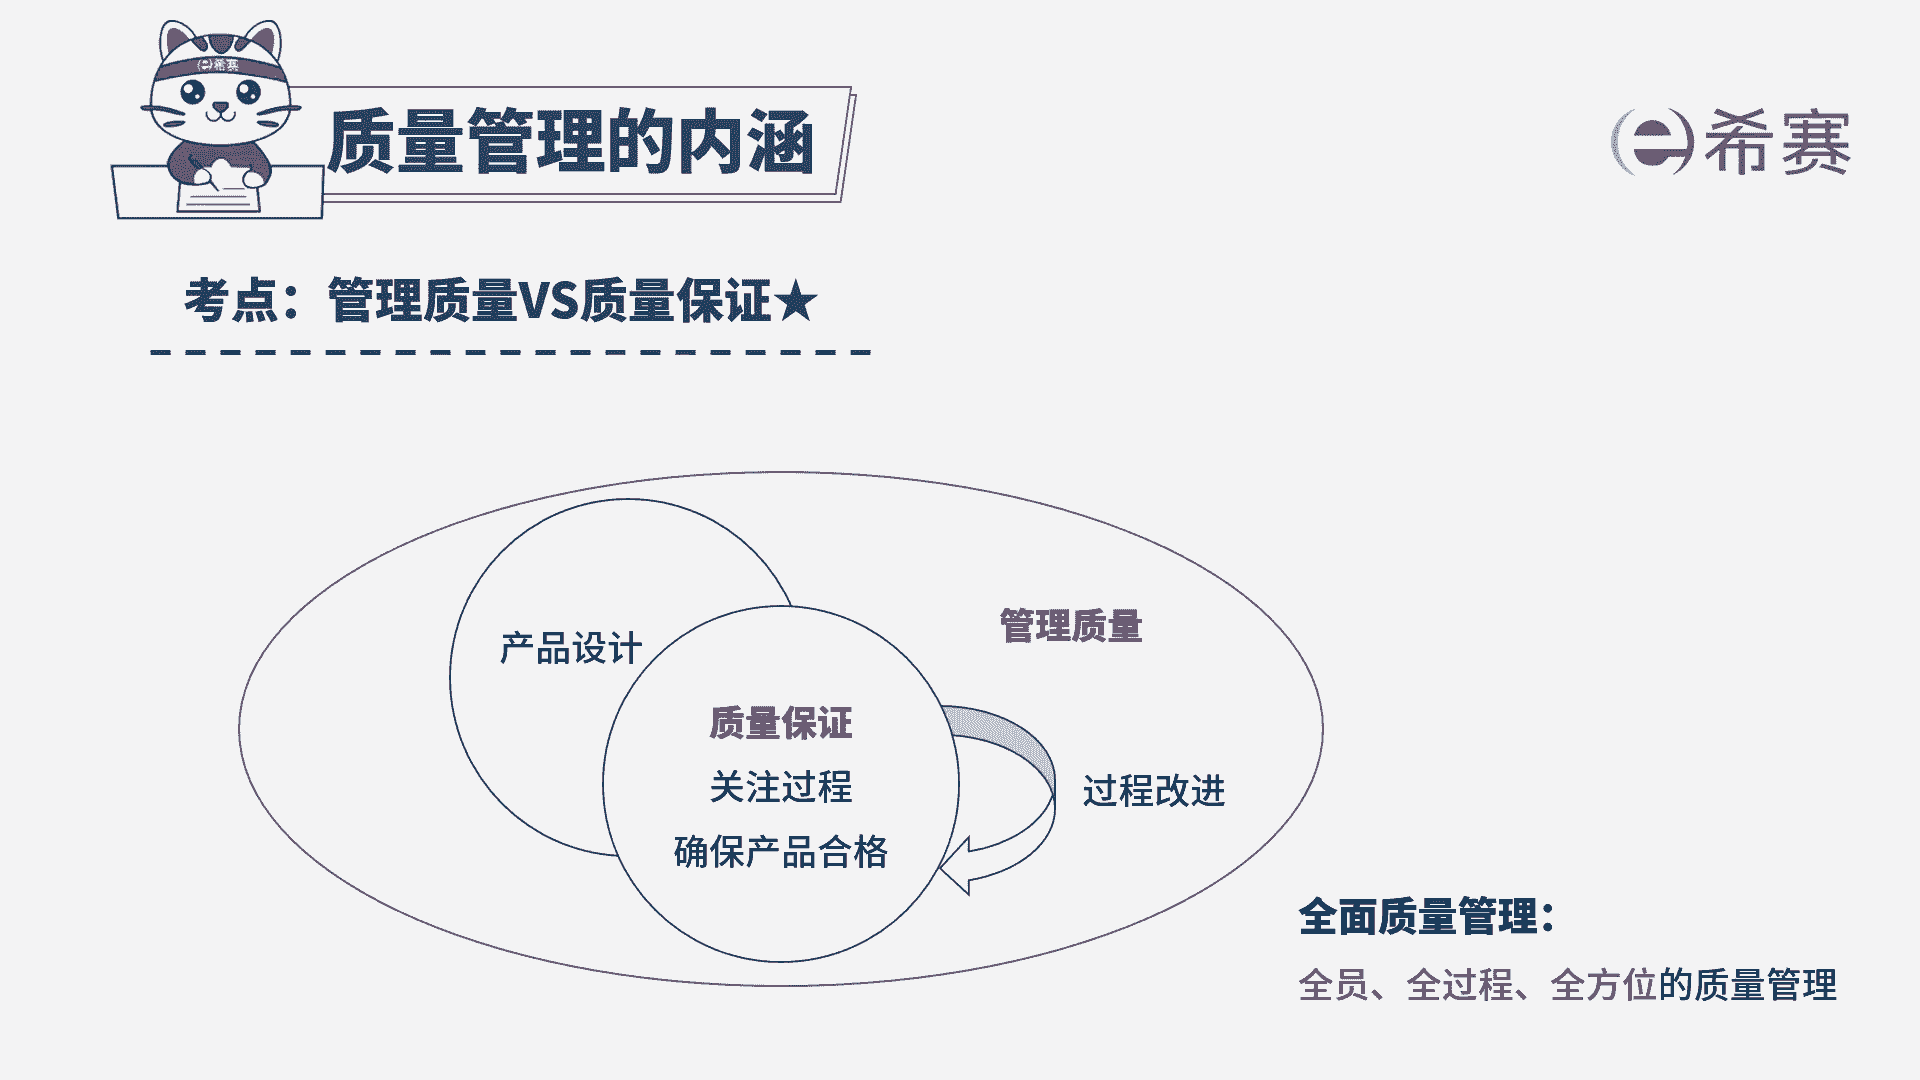 希赛
质量管理的内涵
希赛
考点：管理质量VS质量保证★
管理质量
产品设计
质量保证
关注过程
过程改进
确保产品合格
全面质量管理：
全员、全过程、全方位的质量管理